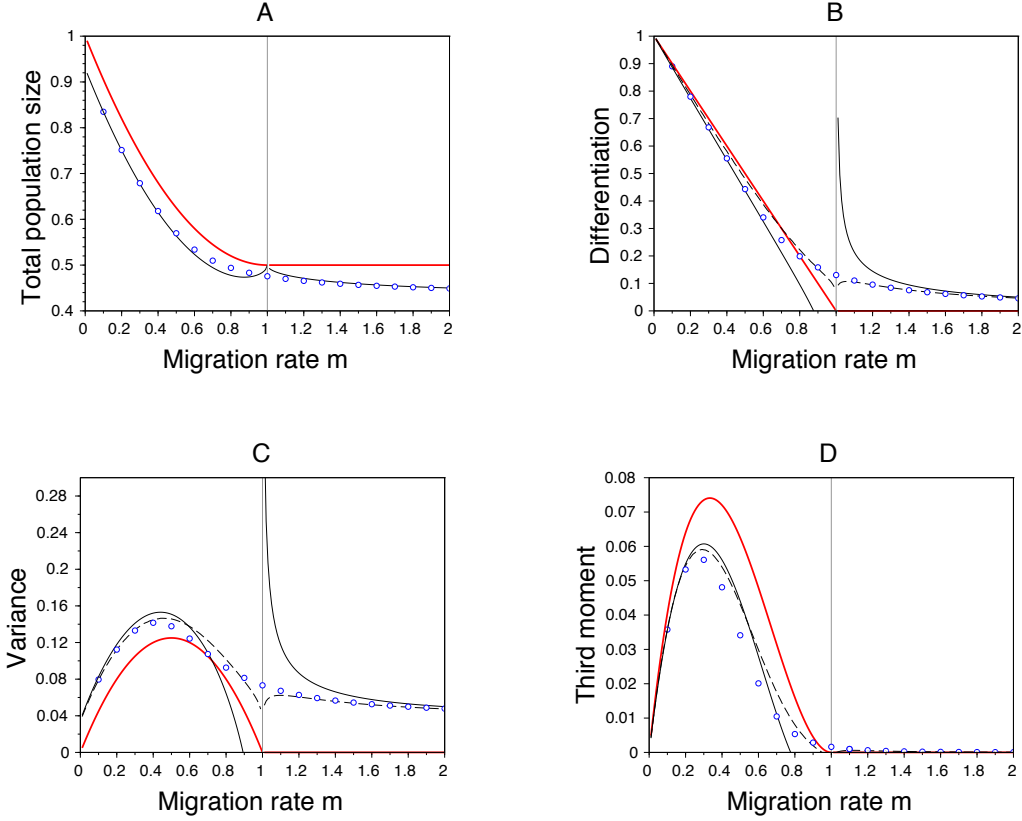 A
Total population size
1
0.9
0.8
0.7
0.6
0.5
0.4
0 0.2 0.4 0.6 0.8 1 1.2 1.4 1.6 1.8 2
Migration rate m
B
Differentiation
1
0.9
0.8
0.7
0.6
0.5
0.4
0.3
0.2
0.1
0
0 0.2 0.4 0.6 0.8 1 1.2 1.4 1.6 1.8 2
Migration rate m
C
Variance
0.28
0.24
0.2
0.16
0.12
0.08
0.04
0
0 0.2 0.4 0.6 0.8 1 1.2 1.4 1.6 1.8 2
Migration rate m
D
Third moment
0.08
0.07
0.06
0.05
0.04
0.03
0.02
0.01
0
0 0.2 0.4 0.6 0.8 1 1.2 1.4 1.6 1.8 2
Migration rate m